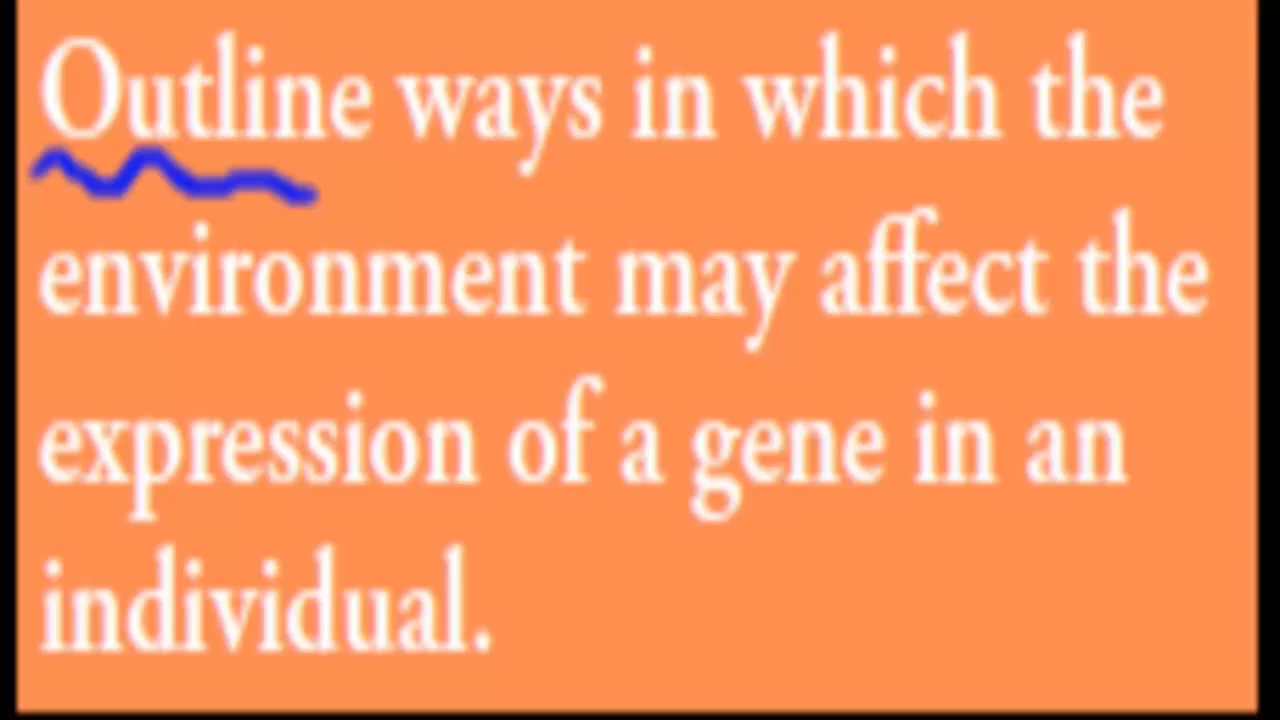 Outline ways in which the
environment may affect the
expression of a gene in an
individual.